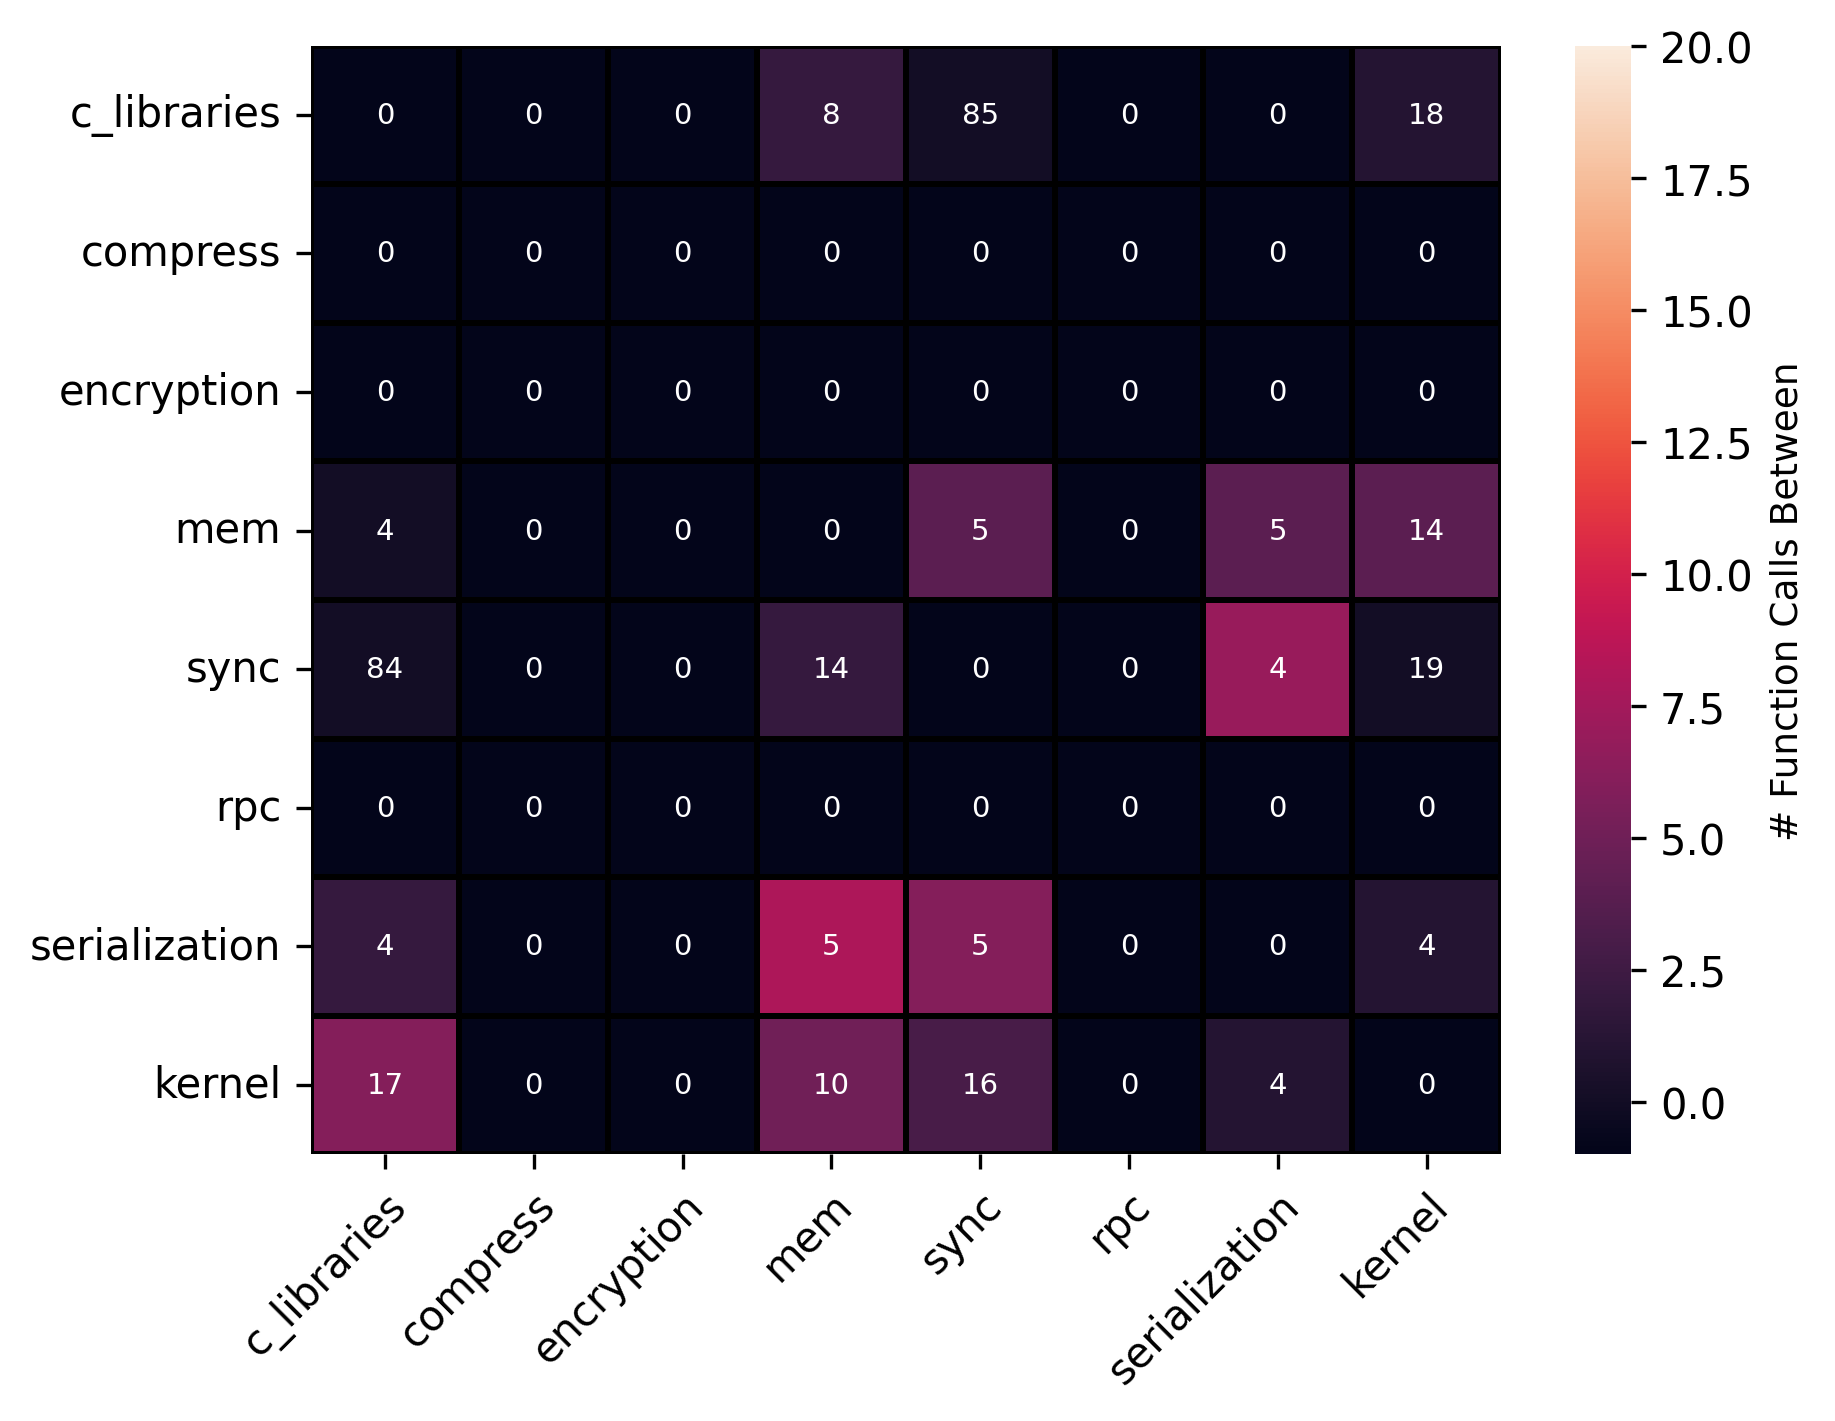 c_libraries 0 0 0 8 85 0 0 18
compress 0 0 0 0 0 0 0 0
encryption 0 0 0 0 0 0 0 0
mem 4 0 0 0 5 0 5 14
sync 84 0 0 14 0 0 4 19
rpc 0 0 0 0 0 0 0 0
serialization 4 0 0 5 5 0 0 4
kernel 17 0 0 10 16 0 4 0
c_libraries compress encryption mem sync rpc serialization kernel
20.0
17.5
15.0
12.5
10.0
7.5
5.0
2.5
0.0
# Function Calls Between